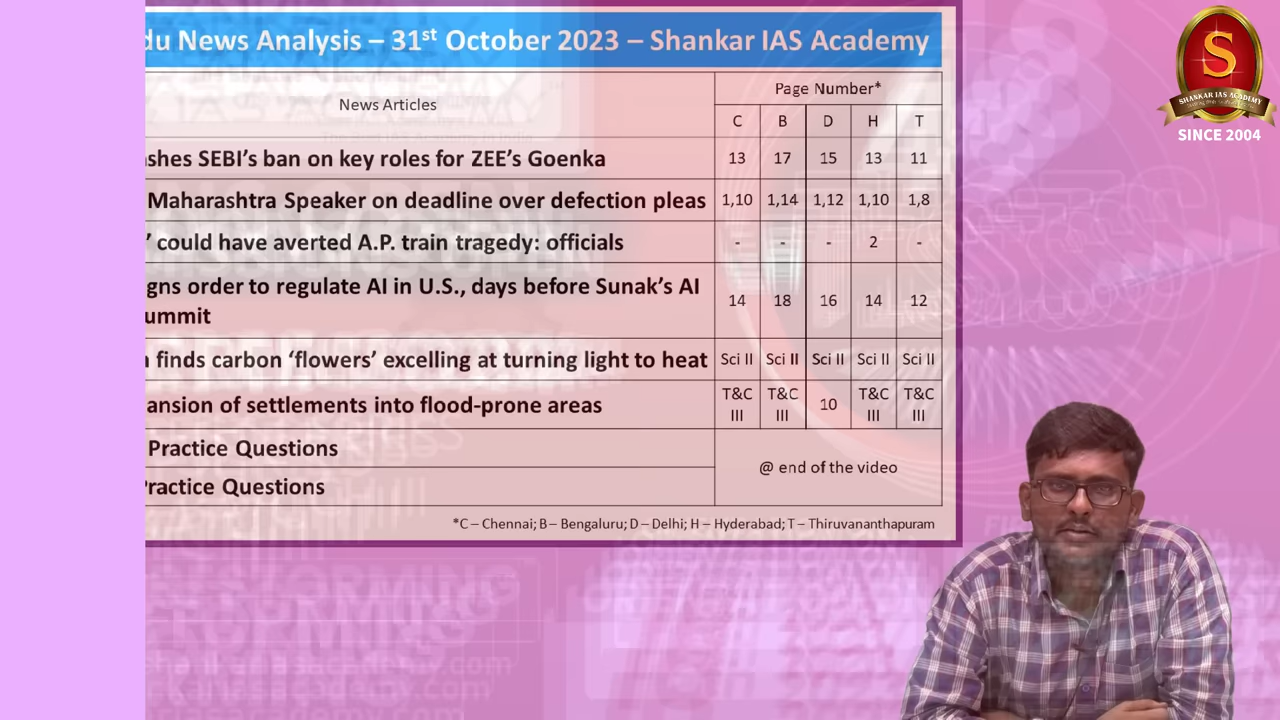 du News Analysis – 31st October 2023 – Shankar IAS Academy
News Articles
Page Number*
C B D H T
ashes SEBI’s ban on key roles for ZEE’s Goenka 13 17 15 13 11
Maharashtra Speaker on deadline over defection pleas 1,10 1,14 1,12 1,10 1,8
’ could have averted A.P. train tragedy: officials - - - 2 -
gns order to regulate AI in U.S., days before Sunak’s AI
ummit 14 18 16 14 12
finds carbon ‘flowers’ excelling at turning light to heat Sci II Sci II Sci II Sci II Sci II
ansion of settlements into flood-prone areas T&C III T&C III 10 T&C III T&C III
Practice Questions
Practice Questions
@ end of the video
*C – Chennai; B – Bengaluru; D – Delhi; H – Hyderabad; T – Thiruvananthapuram
S
SHANKAR IAS ACADEMY
SINCE 2004